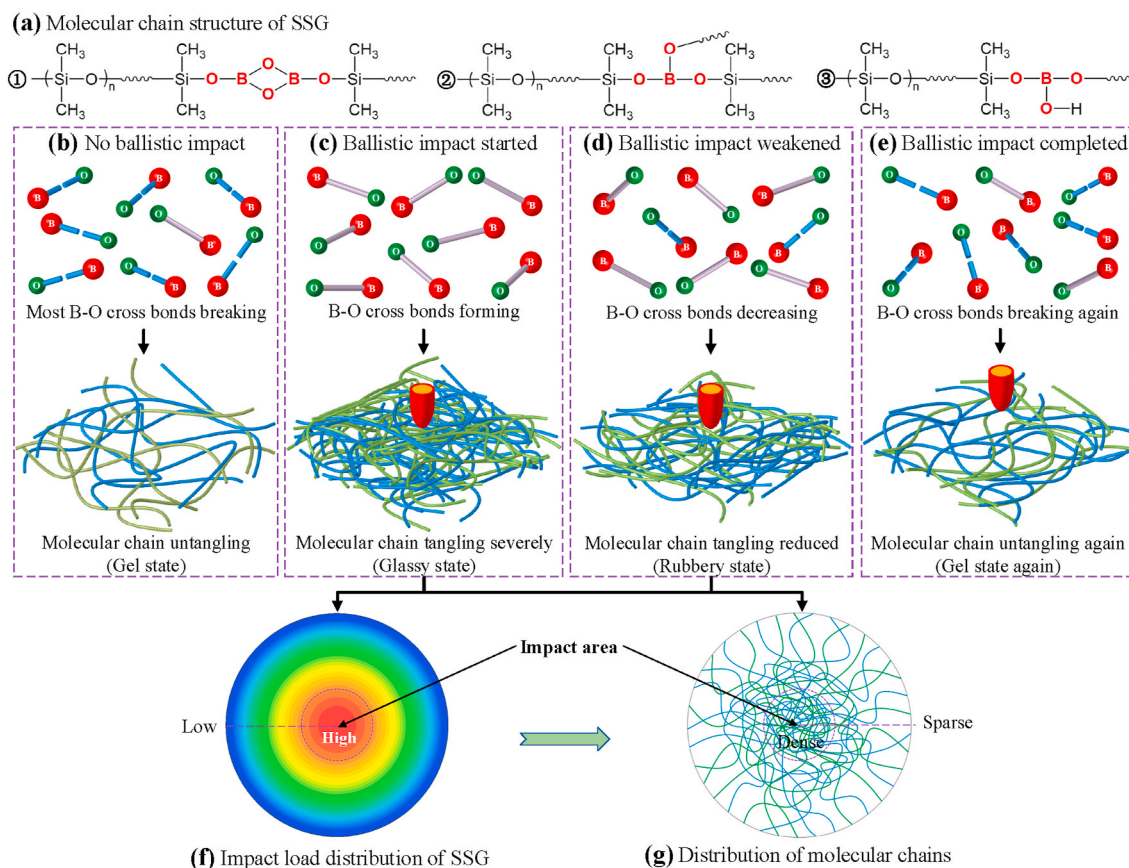 (a) Molecular chain structure of SSG
CH₃ CH₃ CH₃ CH₃ CH₃ CH₃ CH₃
① Si O n Si O B O O B O Si
CH₃ CH₃ CH₃
② Si O n Si O B O O Si
CH₃ CH₃ CH₃
③ Si O n Si O B O O H
CH₃ CH₃
(b) No ballistic impact
B O B O O B
O B O B O
B O O B B
Most B-O cross bonds breaking
Molecular chain untangling
(Gel state)
(c) Ballistic impact started
B O B O O B
O B O B
O B O B O B
B-O cross bonds forming
Molecular chain tangling severely
(Glassy state)
(d) Ballistic impact weakened
O B B O B O
O B B O
B O O B O B
B-O cross bonds decreasing
Molecular chain tangling reduced
(Rubbery state)
(e) Ballistic impact completed
O B O B B O
B O B O B
O B O B O B
B-O cross bonds breaking again
Molecular chain untangling again
(Gel state again)
Impact area
Low
High
Dense
Sparse
(f) Impact load distribution of SSG
(g) Distribution of molecular chains